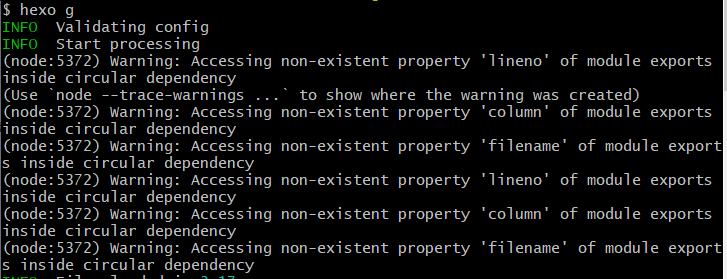 $ hexo g
INFO  Validating config
INFO  Start processing
(node:5372) Warning: Accessing non-existent property 'lineno' of module exports
inside circular dependency
(Use `node --trace-warnings ...` to show where the warning was created)
(node:5372) Warning: Accessing non-existent property 'column' of module exports
inside circular dependency
(node:5372) Warning: Accessing non-existent property 'filename' of module export
s inside circular dependency
(node:5372) Warning: Accessing non-existent property 'lineno' of module exports
inside circular dependency
(node:5372) Warning: Accessing non-existent property 'column' of module exports
inside circular dependency
(node:5372) Warning: Accessing non-existent property 'filename' of module export
s inside circular dependency